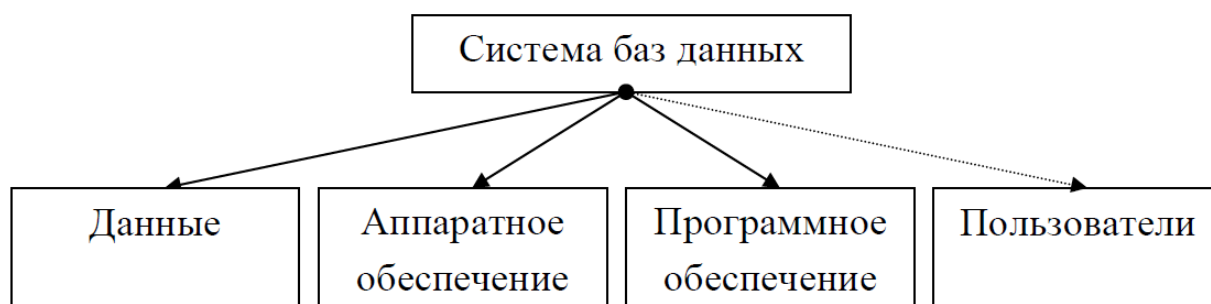 Система баз данных
Данные
Аппаратное
обеспечение
Программное
обеспечение
Пользователи